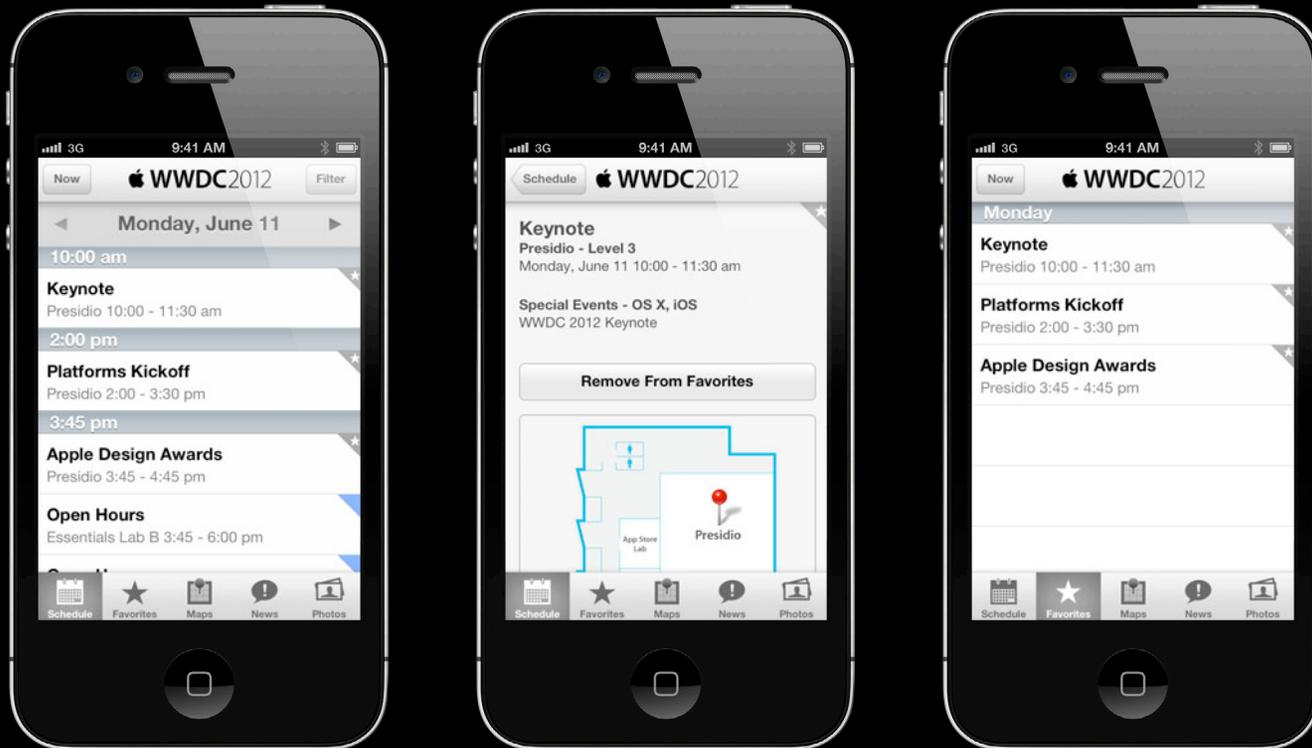 3G 9:41 AM
Now WWDC2012 Filter
Monday, June 11
10:00 am
Keynote
Presidio 10:00 - 11:30 am
2:00 pm
Platforms Kickoff
Presidio 2:00 - 3:30 pm
3:45 pm
Apple Design Awards
Presidio 3:45 - 4:45 pm
Open Hours
Essentials Lab B 3:45 - 6:00 pm
Schedule Favorites Maps News Photos
3G 9:41 AM
Schedule WWDC2012
Keynote
Presidio - Level 3
Monday, June 11 10:00 - 11:30 am
Special Events - OS X, iOS
WWDC 2012 Keynote
Remove From Favorites
App Store
Lab
Presidio
Schedule Favorites Maps News Photos
3G 9:41 AM
Now WWDC2012
Monday
Keynote
Presidio 10:00 - 11:30 am
Platforms Kickoff
Presidio 2:00 - 3:30 pm
Apple Design Awards
Presidio 3:45 - 4:45 pm
Schedule Favorites Maps News Photos